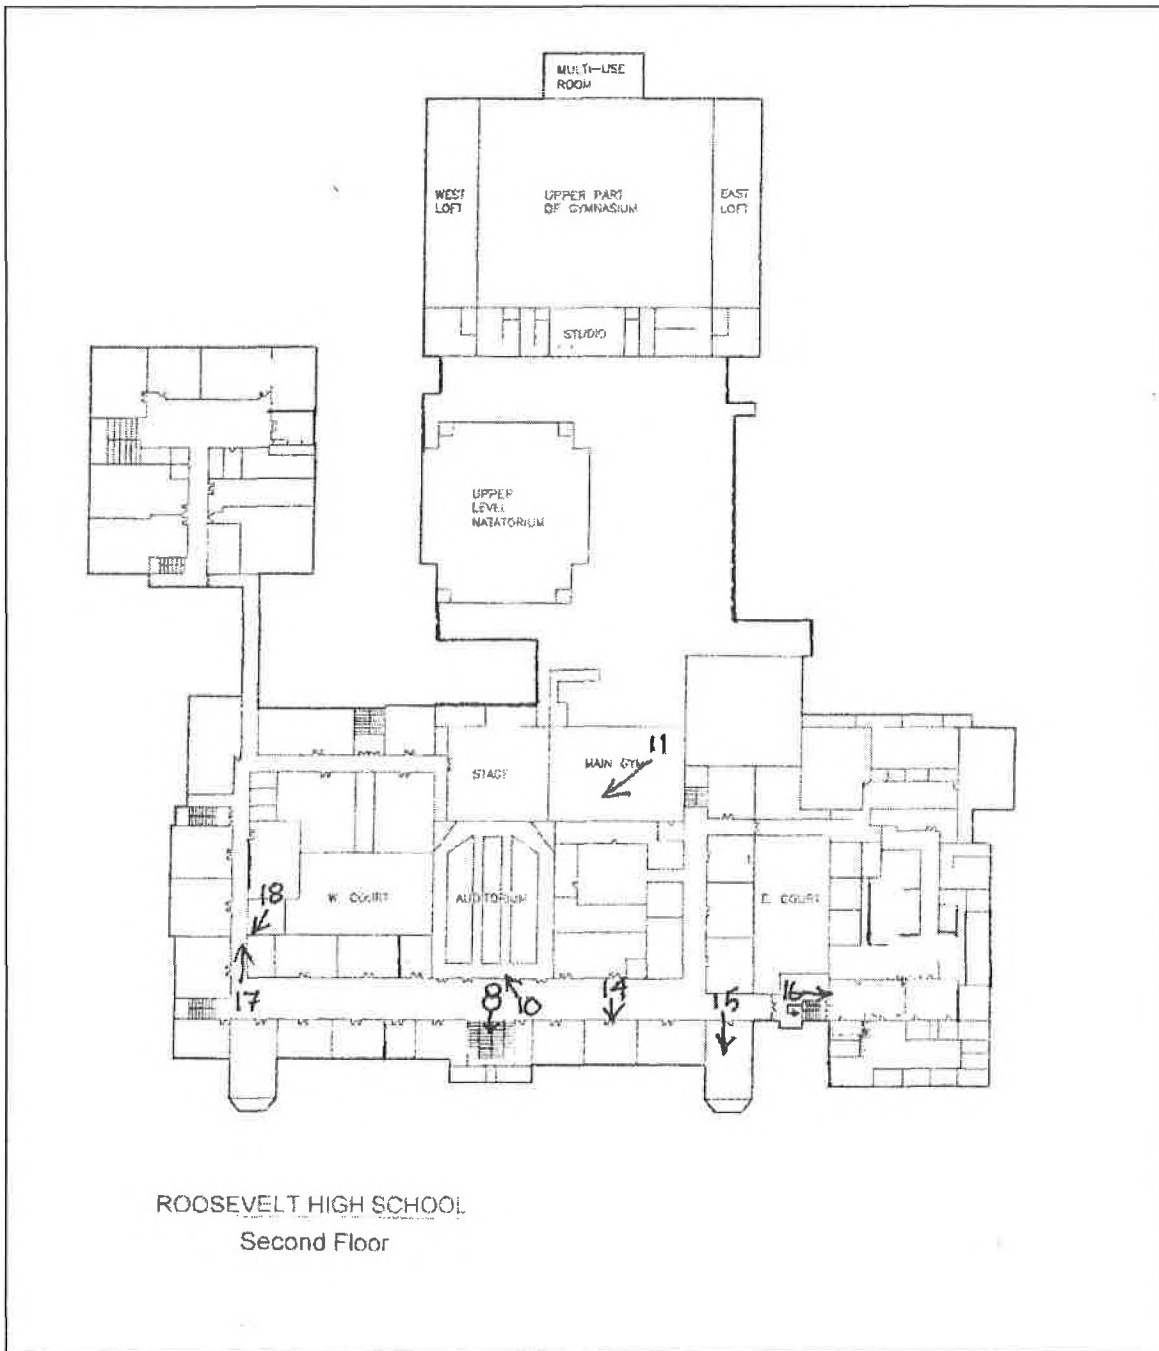 MULTI-USE
ROOM
WEST
LOFT
UPPER PART
OF GYMNASIUM
EAST
LOFT
STUDIO
UPPER
LEVEL
NATATORIUM
11
MAIN GYM
STAGE
18
W. COURT
AUDITORIUM
E. COURT
17
8
10
14
15
16
ROOSEVELT HIGH SCHOOL
Second Floor